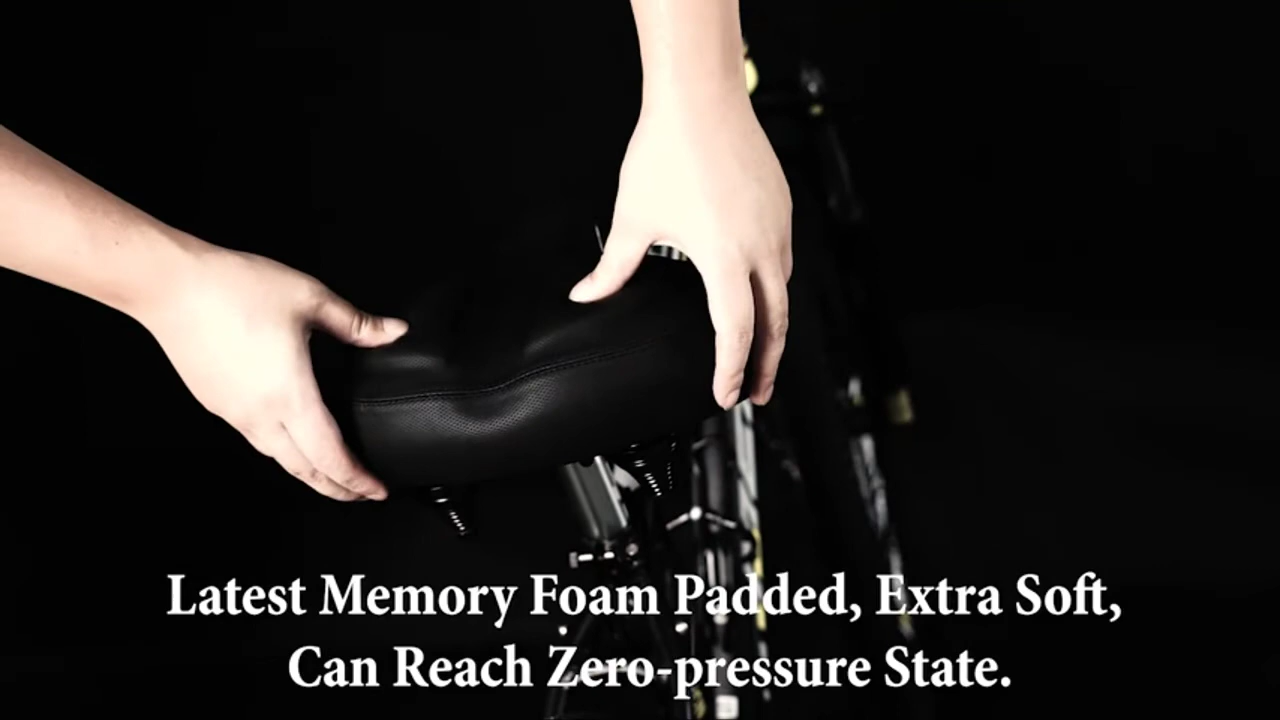 Latest Memory Foam Padded, Extra Soft,
Can Reach Zero-pressure State.